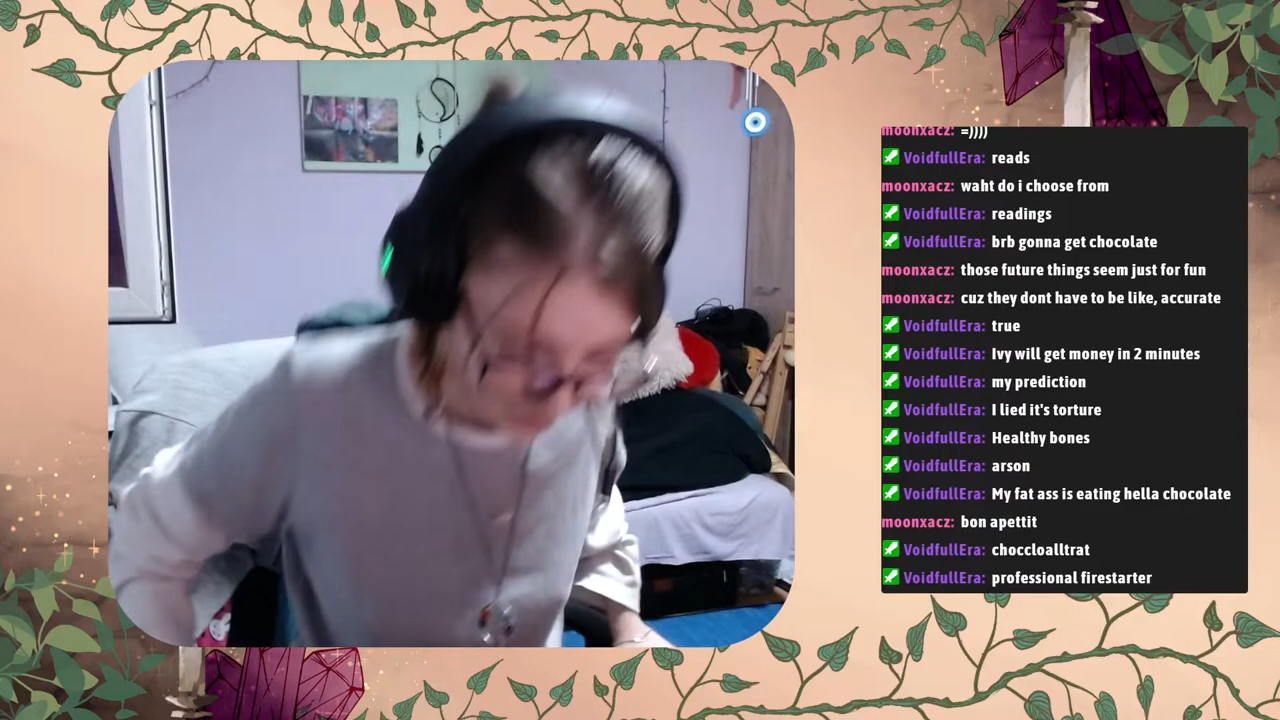 moonxacz: =))))
VoidfullEra: reads
moonxacz: waht do i choose from
VoidfullEra: readings
VoidfullEra: brb gonna get chocolate
moonxacz: those future things seem just for fun
moonxacz: cuz they dont have to be like, accurate
VoidfullEra: true
VoidfullEra: Ivy will get money in 2 minutes
VoidfullEra: my prediction
VoidfullEra: I lied it's torture
VoidfullEra: Healthy bones
VoidfullEra: arson
VoidfullEra: My fat ass is eating hella chocolate
moonxacz: bon apettit
VoidfullEra: choccloalltrat
VoidfullEra: professional firestarter